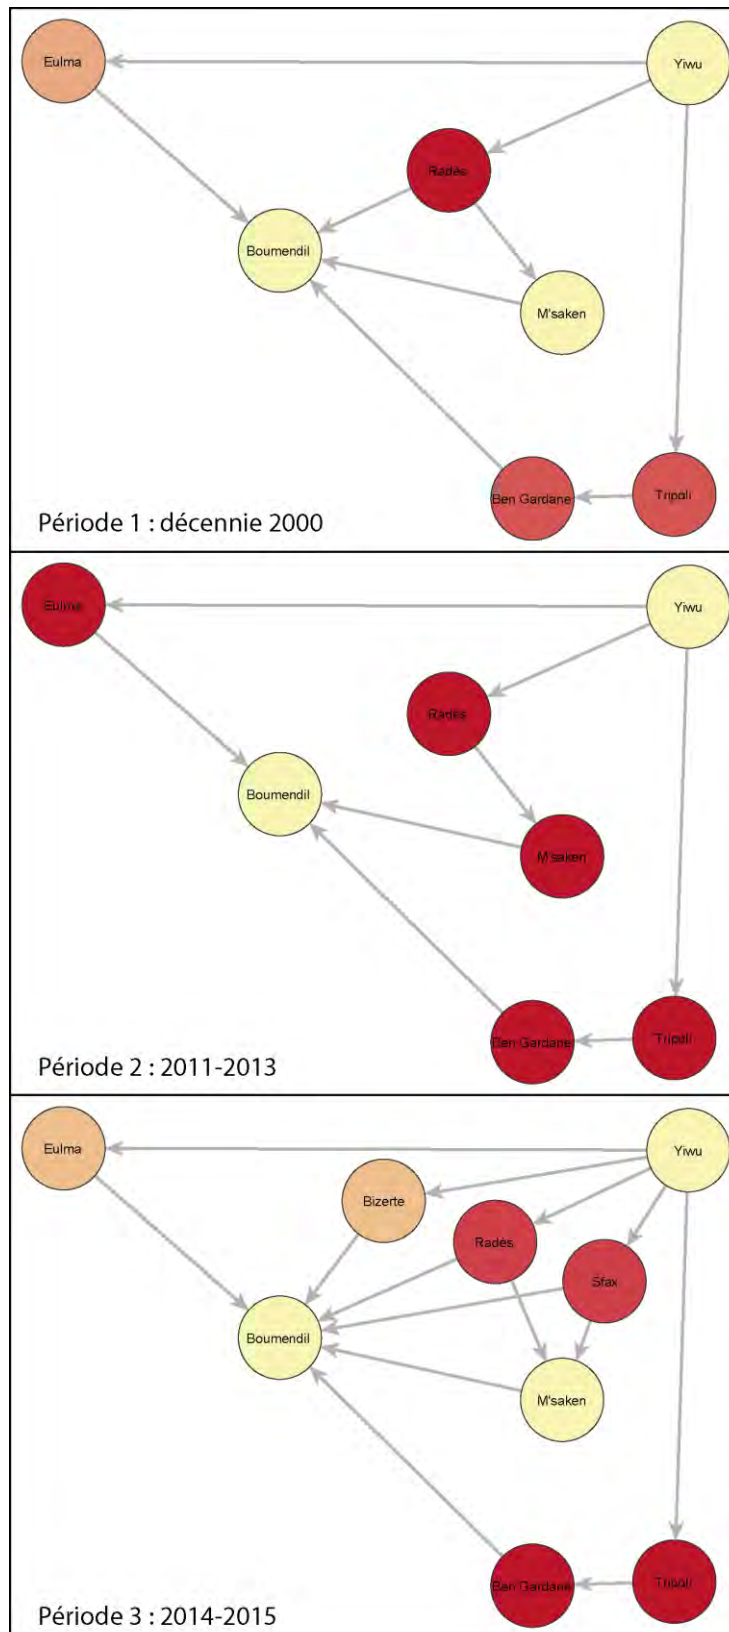 Eulma
Yiwu
Radès
Boumendil
M'saken
Ben Gardane
Tripoli
Période 1 : décennie 2000
Eulma
Yiwu
Radès
Boumendil
M'saken
Ben Gardane
Tripoli
Période 2 : 2011-2013
Eulma
Yiwu
Bizerte
Radès
Sfax
Boumendil
M'saken
Ben Gardane
Tripoli
Période 3 : 2014-2015